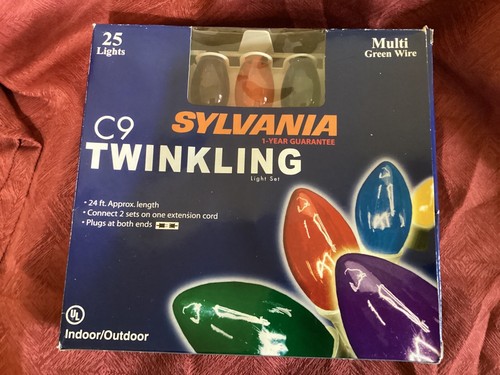 25
Lights
Multi
Green Wire
SYLVANIA
1-YEAR GUARANTEE
C9
TWINKLING
Light Set
• 24 ft. Approx. length
• Connect 2 sets on one extension cord
• Plugs at both ends
UL
Indoor/Outdoor